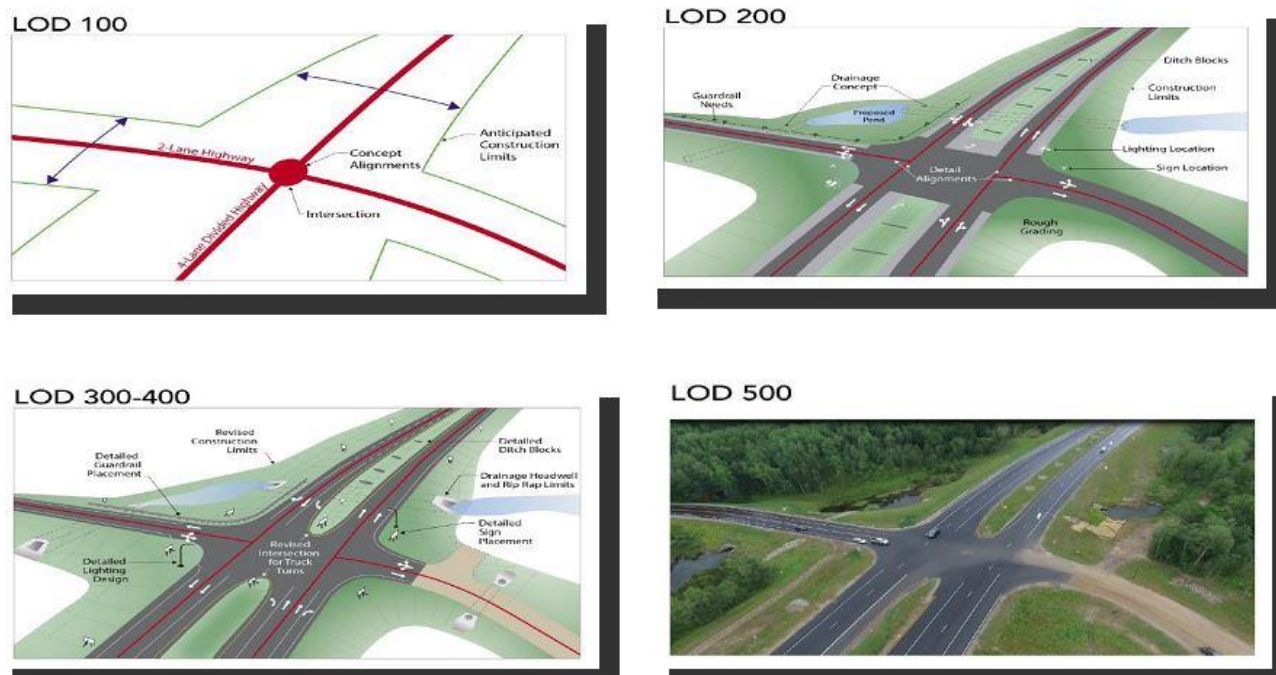 LOD 100
2-Lane Highway
4-Lane Divided Highway
Concept
Alignments
Intersection
Anticipated
Construction
Limits
LOD 200
Guardrail
Needs
Drainage
Concept
Proposed
Pond
Ditch Blocks
Construction
Limits
Lighting Location
Sign Location
Detail
Alignments
Rough
Grading
LOD 300-400
Detailed
Guardrail
Placement
Revised
Construction
Limits
Detailed
Ditch Blocks
Drainage Headwell
and Rip Rap Limits
Detailed
Sign
Placement
Revised
Intersection
for Truck
Turns
Detailed
Lighting
Design
LOD 500